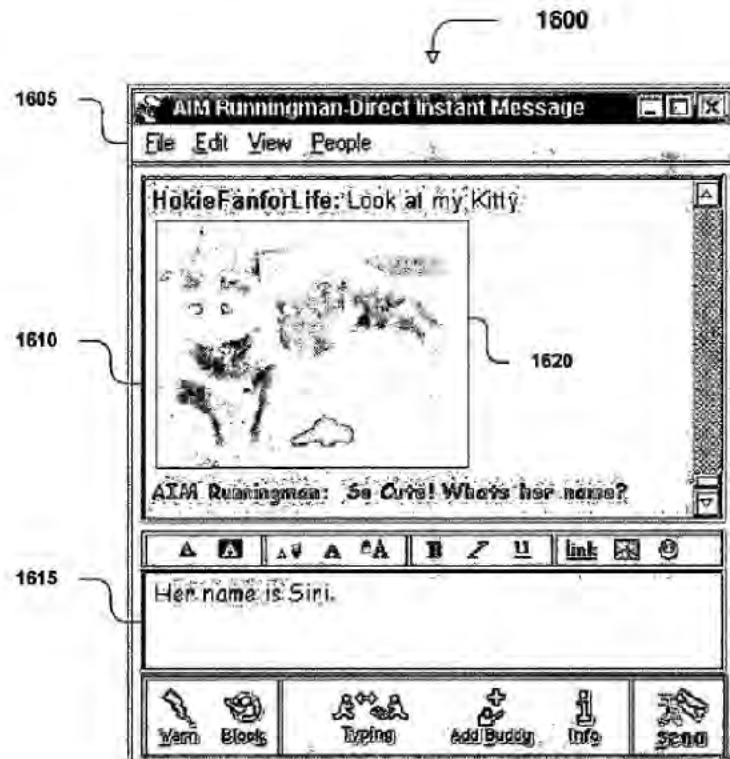 1600
1605
AIM Runningman-Direct Instant Message
File Edit View People
HokieFanforLife: Look at my Kitty
1610
1620
AIM Runningman: So Cute! Whats her name?
A A A A A B I U link
1615
Her name is Siri.
Warn Block Typing Add Buddy Info Send